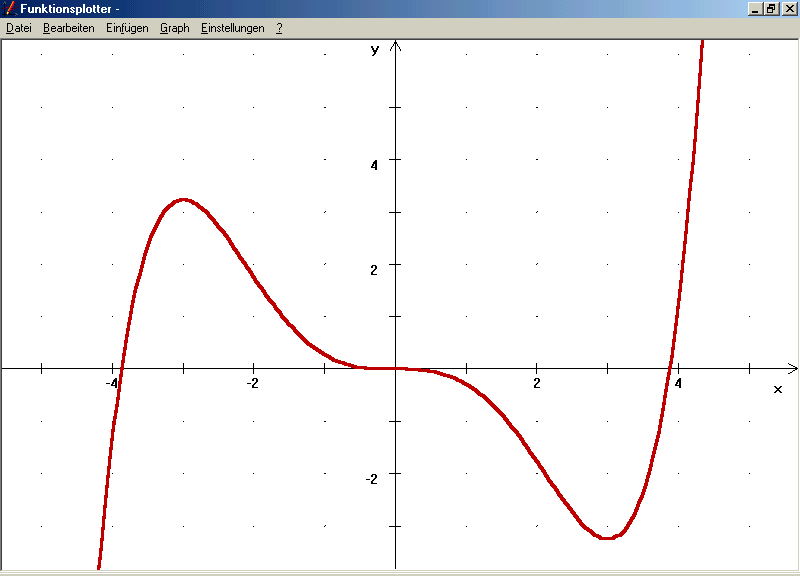 Funktionsplotter -
Datei Bearbeiten Einfügen Graph Einstellungen ?
y
4
2
-4 -2 2 4
x
-2